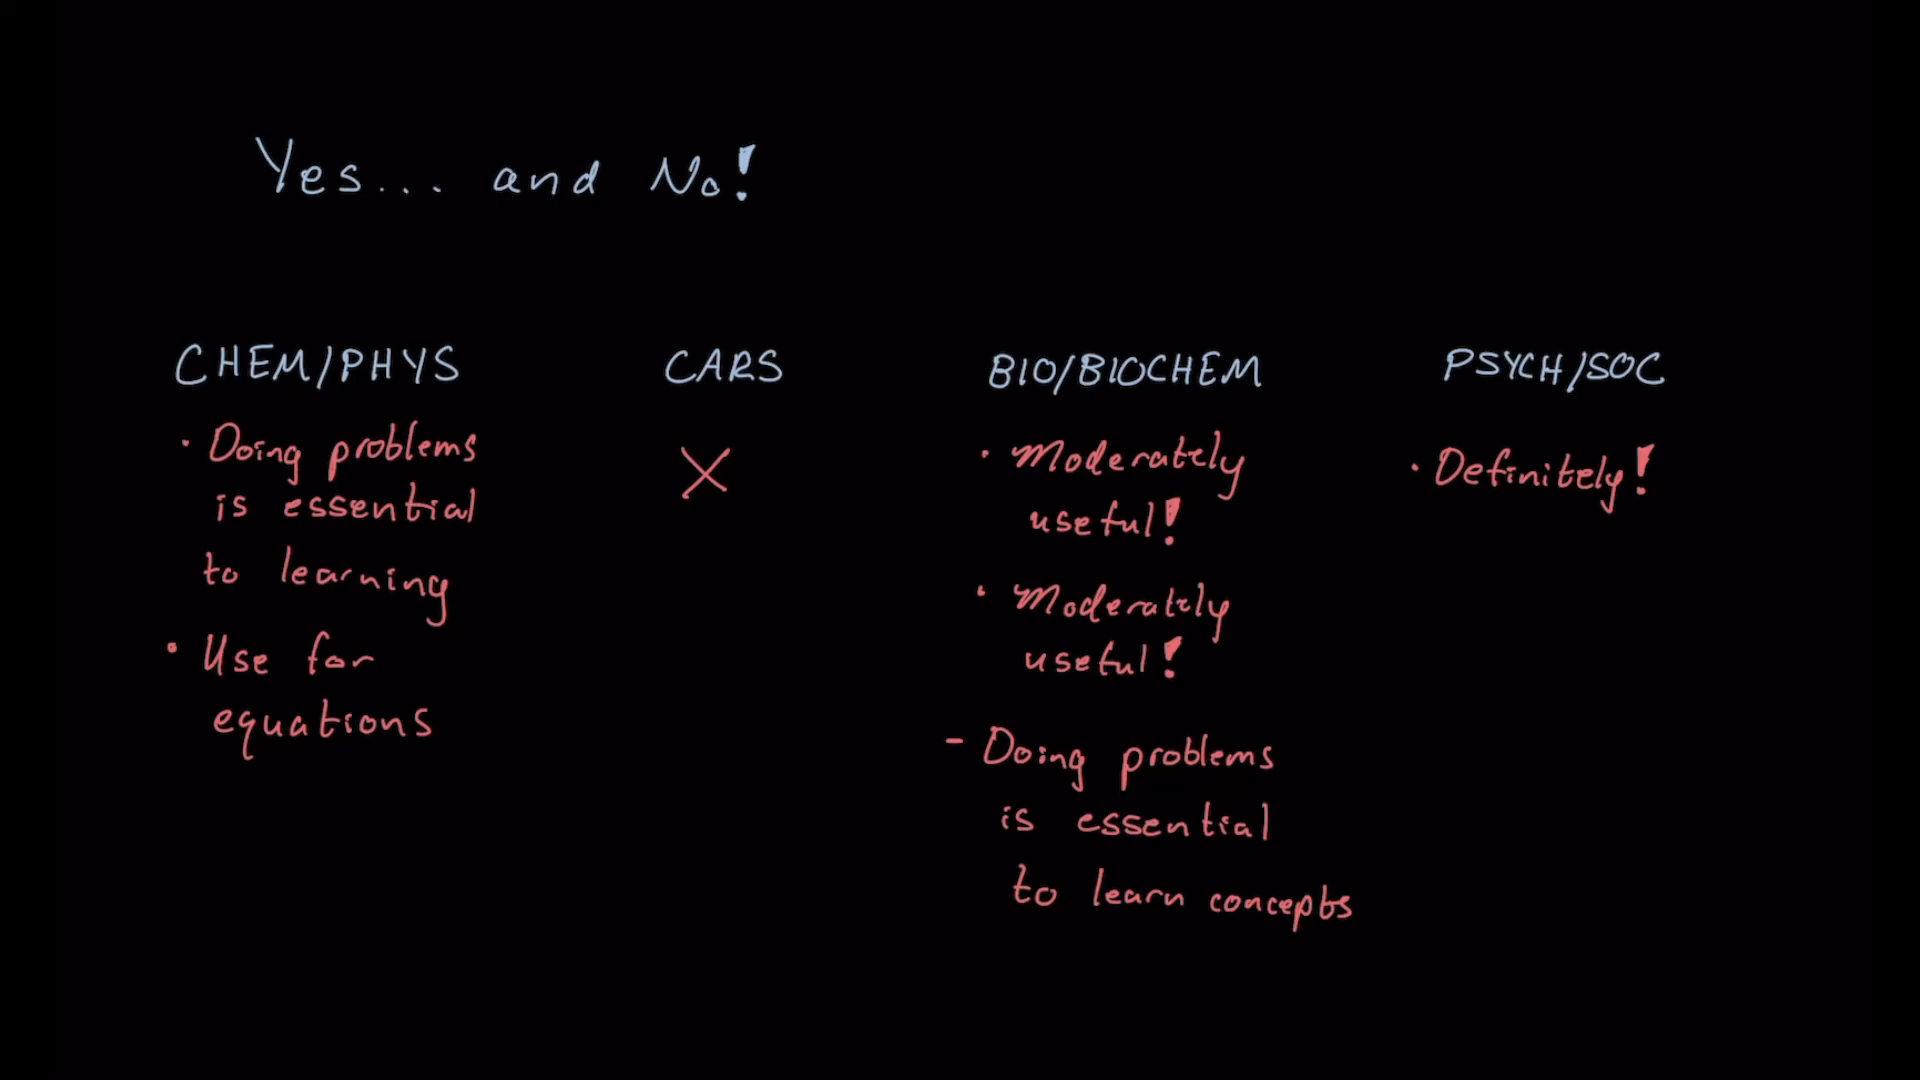 Yes... and No!
CHEM/PHYS
• Doing problems
is essential
to learning
• Use for
equations
CARS
X
BIO/BIOCHEM
• Moderately
useful!
• Moderately
useful!
- Doing problems
is essential
to learn concepts
PSYCH/SOC
• Definitely!